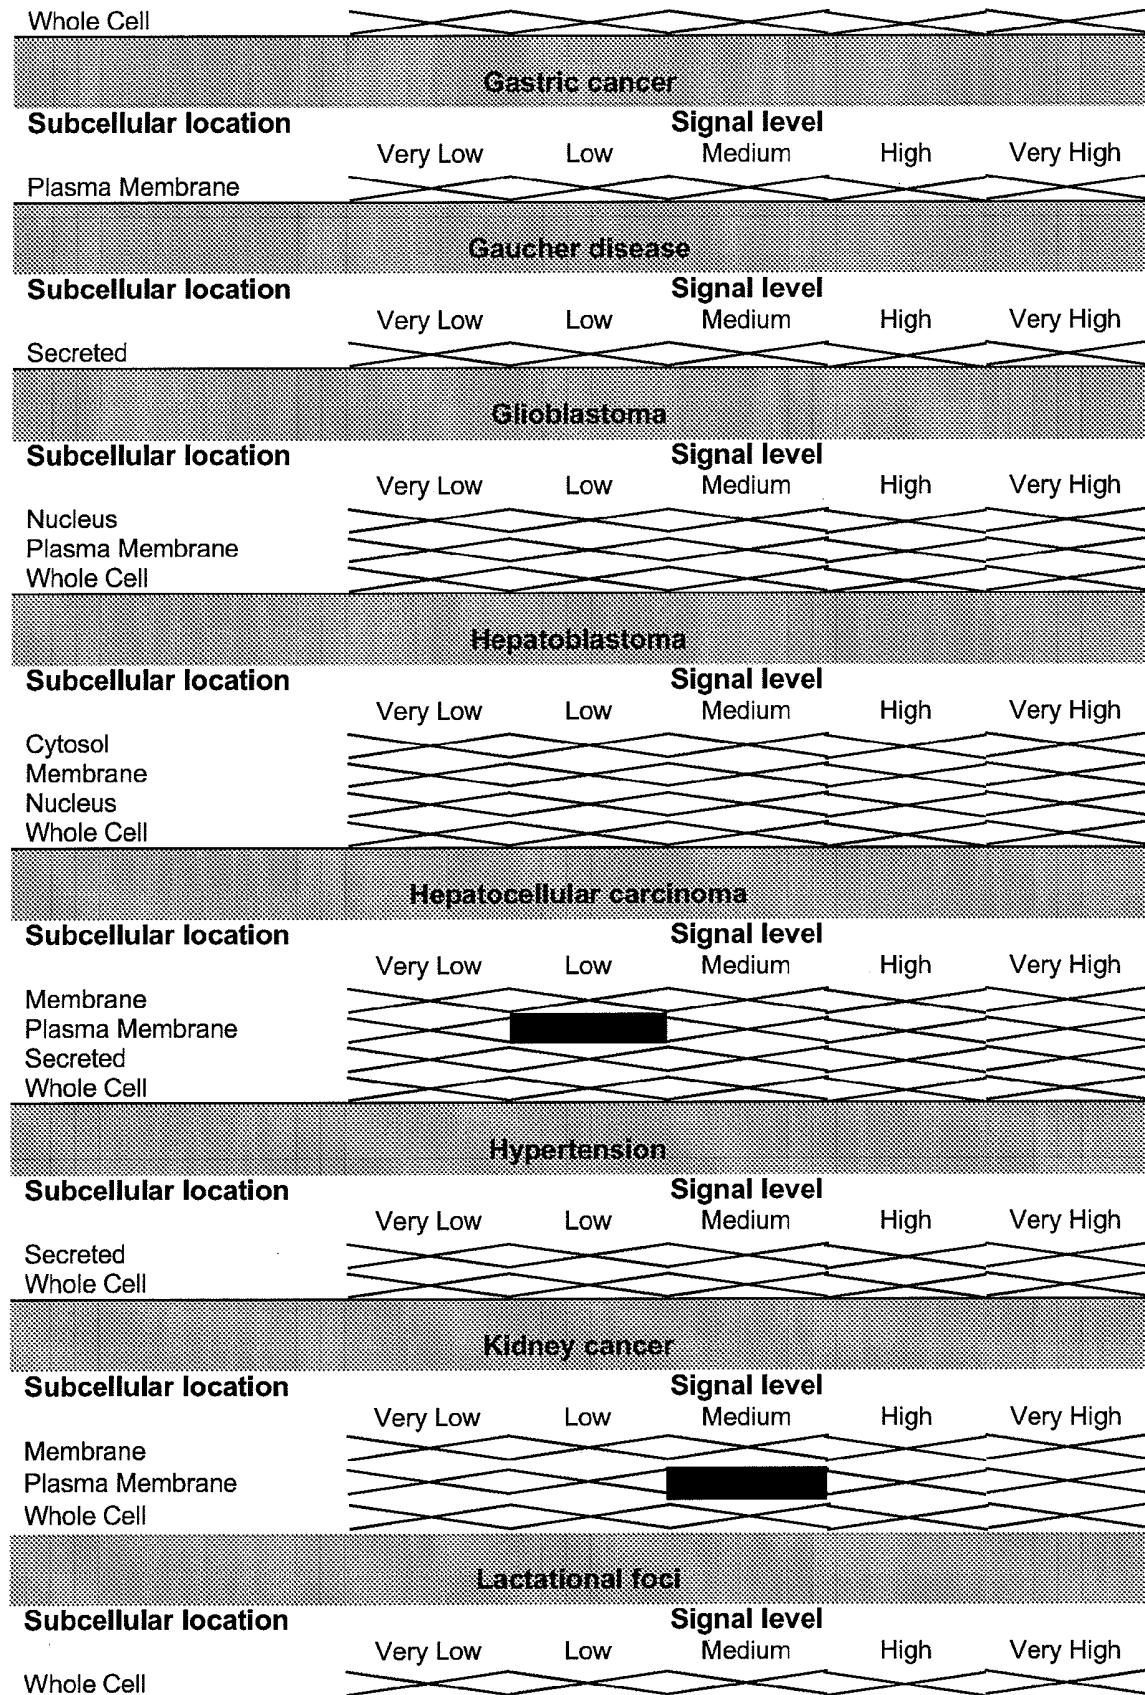 Whole Cell
Gastric cancer
Subcellular location Signal level
Very Low Low Medium High Very High
Plasma Membrane
Gaucher disease
Subcellular location Signal level
Very Low Low Medium High Very High
Secreted
Glioblastoma
Subcellular location Signal level
Very Low Low Medium High Very High
Nucleus
Plasma Membrane
Whole Cell
Hepatoblastoma
Subcellular location Signal level
Very Low Low Medium High Very High
Cytosol
Membrane
Nucleus
Whole Cell
Hepatocellular carcinoma
Subcellular location Signal level
Very Low Low Medium High Very High
Membrane
Plasma Membrane
Secreted
Whole Cell
Hypertension
Subcellular location Signal level
Very Low Low Medium High Very High
Secreted
Whole Cell
Kidney cancer
Subcellular location Signal level
Very Low Low Medium High Very High
Membrane
Plasma Membrane
Whole Cell
Lactational foci
Subcellular location Signal level
Very Low Low Medium High Very High
Whole Cell